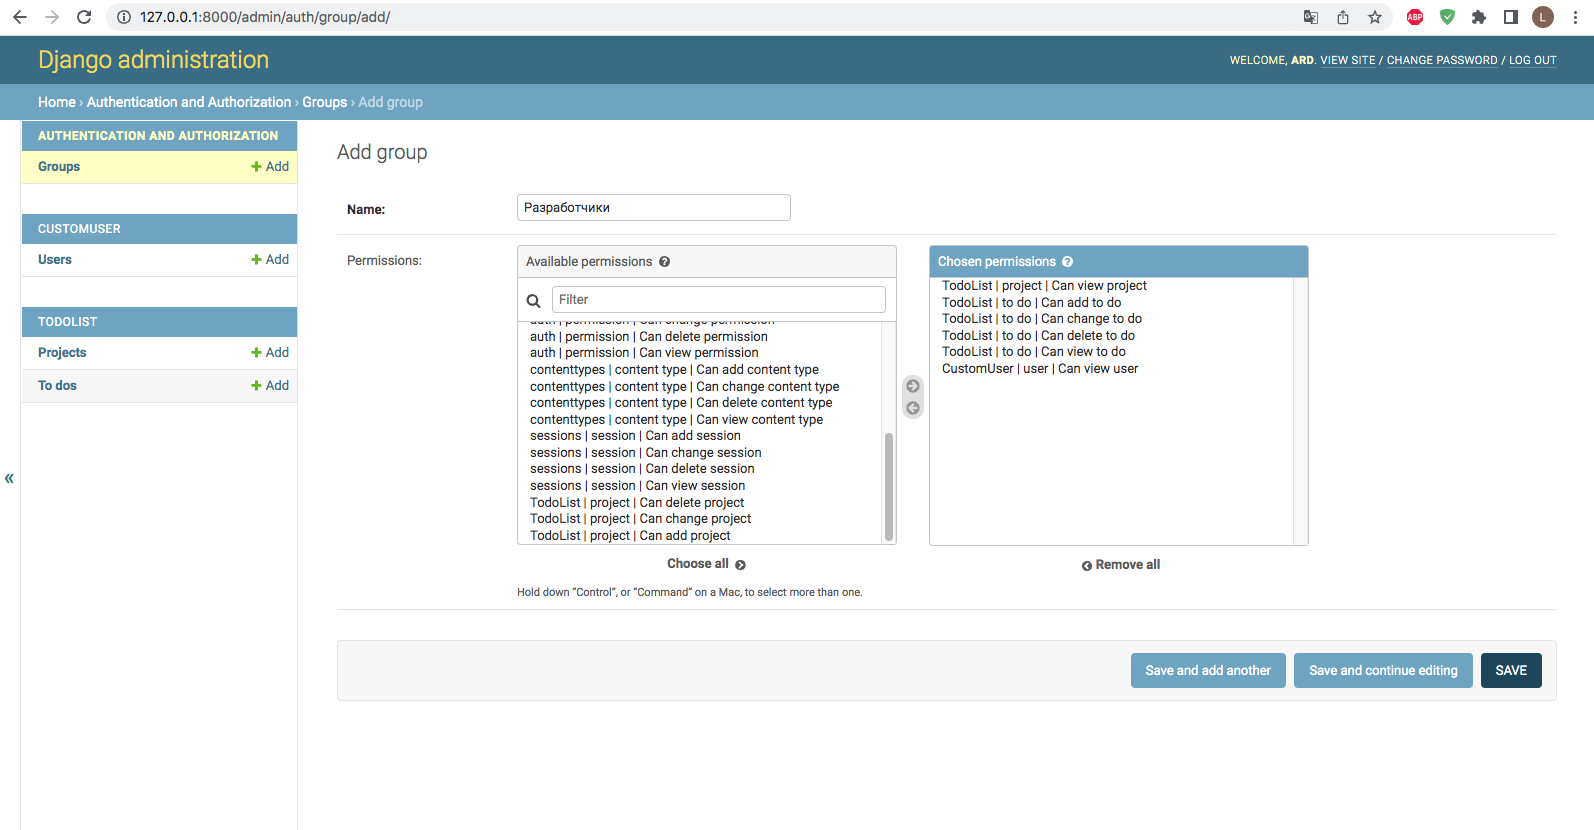 127.0.0.1:8000/admin/auth/group/add/
ABP
L
Django administration
WELCOME, ARD. VIEW SITE / CHANGE PASSWORD / LOG OUT
Home › Authentication and Authorization › Groups › Add group
AUTHENTICATION AND AUTHORIZATION
Groups + Add
CUSTOMUSER
Users + Add
TODOLIST
Projects + Add
To dos + Add
«
Add group
Name: Разработчики
Permissions:
Available permissions ?
Filter
auth | permission | Can change permission
auth | permission | Can delete permission
auth | permission | Can view permission
contenttypes | content type | Can add content type
contenttypes | content type | Can change content type
contenttypes | content type | Can delete content type
contenttypes | content type | Can view content type
sessions | session | Can add session
sessions | session | Can change session
sessions | session | Can delete session
sessions | session | Can view session
TodoList | project | Can delete project
TodoList | project | Can change project
TodoList | project | Can add project
Choose all
Hold down “Control”, or “Command” on a Mac, to select more than one.
Chosen permissions ?
TodoList | project | Can view project
TodoList | to do | Can add to do
TodoList | to do | Can change to do
TodoList | to do | Can delete to do
TodoList | to do | Can view to do
CustomUser | user | Can view user
Remove all
Save and add another
Save and continue editing
SAVE